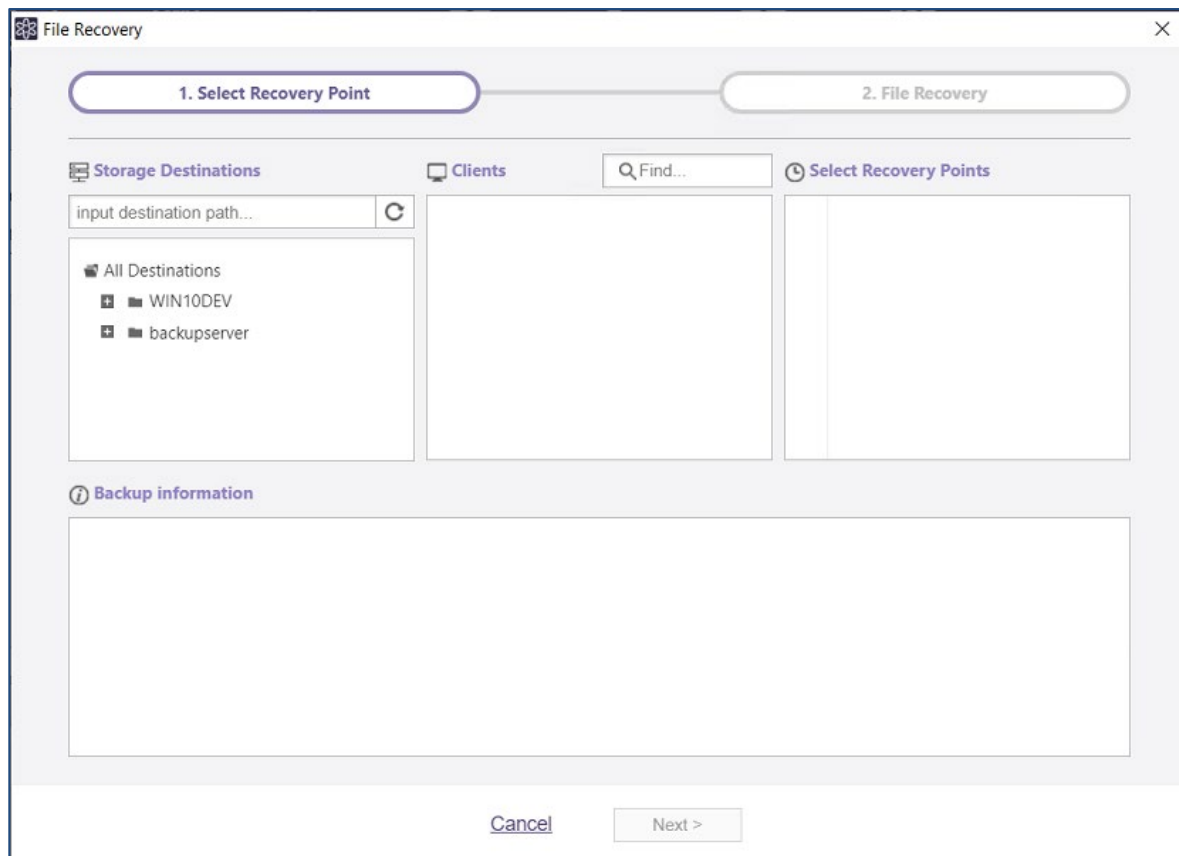 File Recovery
1. Select Recovery Point
2. File Recovery
Storage Destinations
input destination path...
All Destinations
WIN10DEV
backupserver
Clients
Find...
Select Recovery Points
Backup information
Cancel
Next >